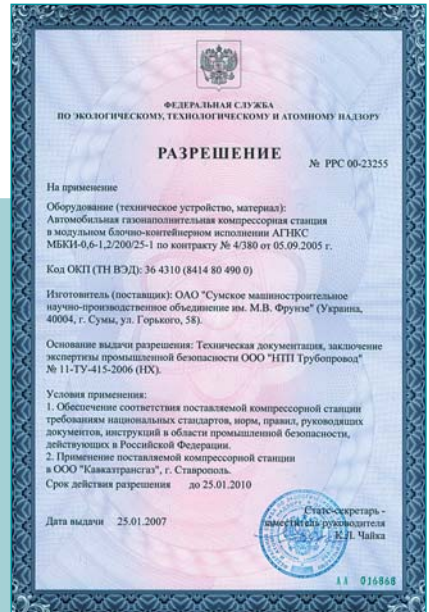 ФЕДЕРАЛЬНАЯ СЛУЖБА
ПО ЭКОЛОГИЧЕСКОМУ, ТЕХНОЛОГИЧЕСКОМУ И АТОМНОМУ НАДЗОРУ
РАЗРЕШЕНИЕ
№ РРС 00-23255
На применение
Оборудование (техническое устройство, материал):
Автомобильная газонаполнительная компрессорная станция
в модульном блочно-контейнерном исполнении АГНКС
МБКИ-0,6-1,2/200/25-1 по контракту № 4/380 от 05.09.2005 г.
Код ОКП (ТН ВЭД): 36 4310 (8414 80 490 0)
Изготовитель (поставщик): ОАО "Сумское машиностроительное
научно-производственное объединение им. М.В. Фрунзе" (Украина,
40004, г. Сумы, ул. Горького, 58).
Основание выдачи разрешения: Техническая документация, заключение
экспертизы промышленной безопасности ООО "НТП Трубопровод"
№ 11-ТУ-415-2006 (НХ).
Условия применения:
1. Обеспечение соответствия поставляемой компрессорной станции
требованиям национальных стандартов, норм, правил, руководящих
документов, инструкций в области промышленной безопасности,
действующих в Российской Федерации.
2. Применение поставляемой компрессорной станции
в ООО "Кавказтрансгаз", г. Ставрополь.
Срок действия разрешения до 25.01.2010
Дата выдачи 25.01.2007
Статс-секретарь -
заместитель руководителя
К.Л. Чайка
АА 016868